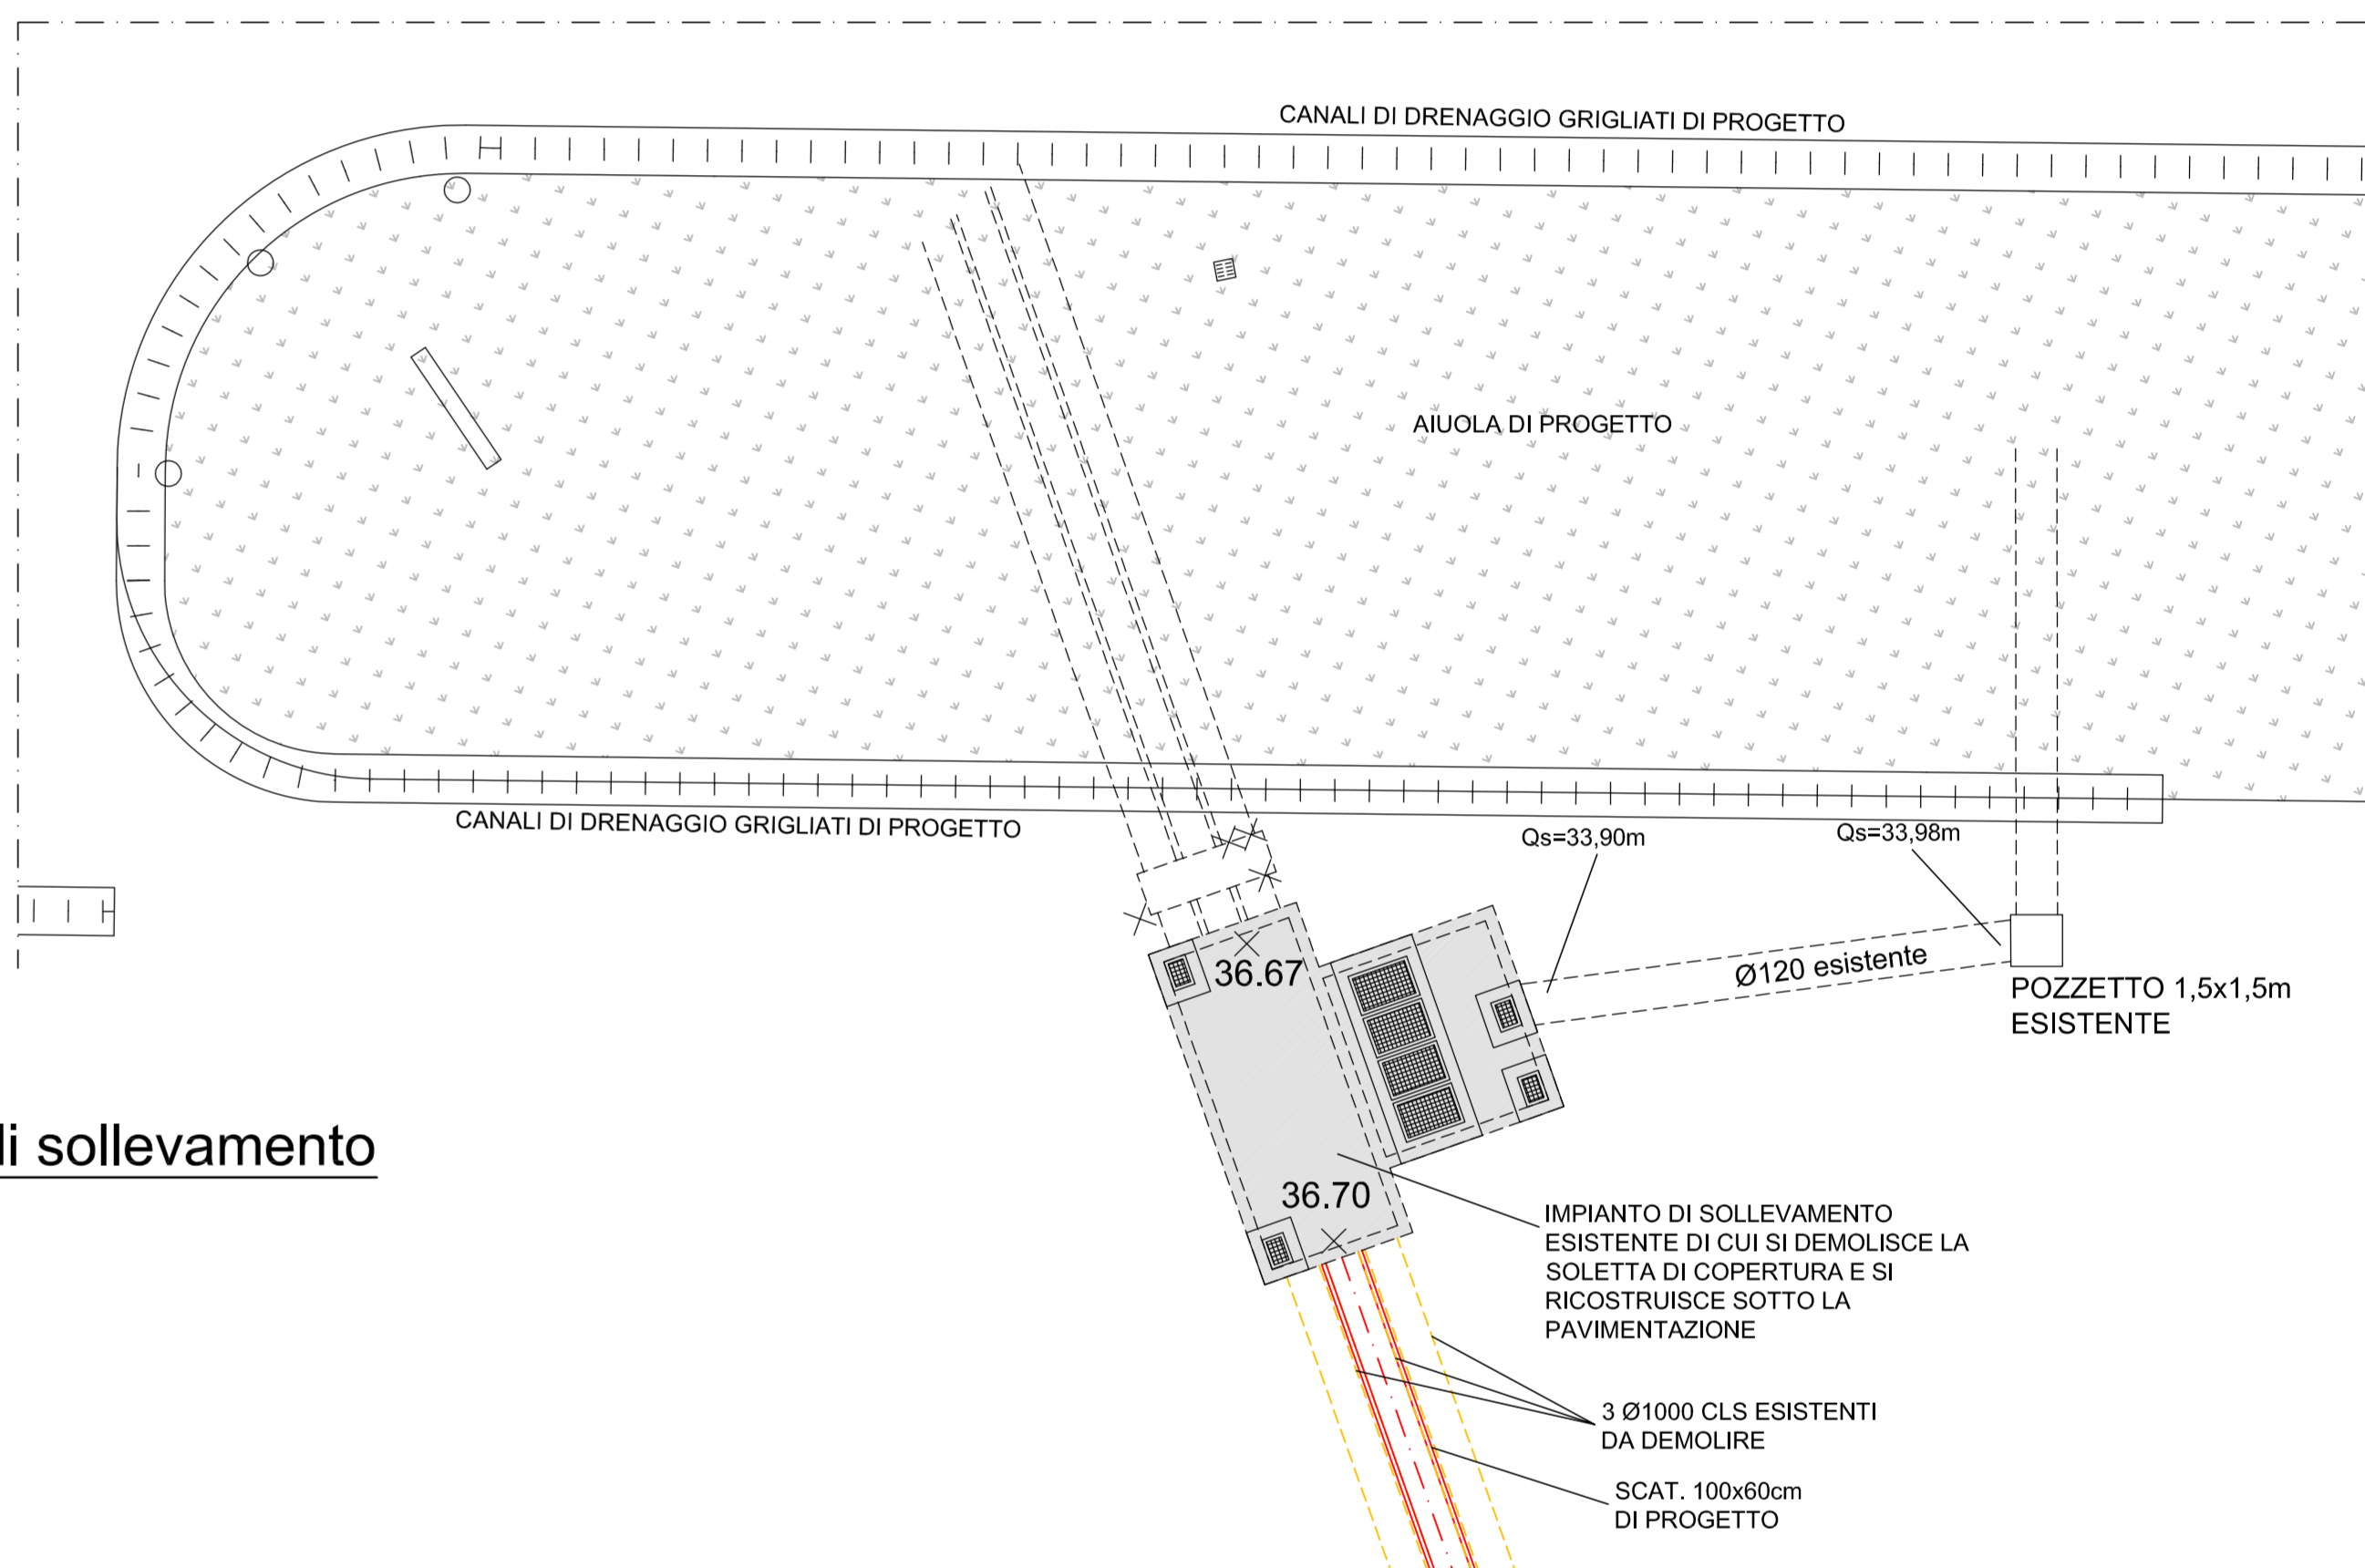 CANALI DI DRENAGGIO GRIGLIATI DI PROGETTO
AIUOLA DI PROGETTO
CANALI DI DRENAGGIO GRIGLIATI DI PROGETTO
Qs=33,90m
Qs=33,98m
Ø120 esistente
36.67
POZZETTO 1,5x1,5m
ESISTENTE
li sollevamento
36.70
IMPIANTO DI SOLLEVAMENTO
ESISTENTE DI CUI SI DEMOLISCE LA
SOLETTA DI COPERTURA E SI
RICOSTRUISCE SOTTO LA
PAVIMENTAZIONE
3 Ø1000 CLS ESISTENTI
DA DEMOLIRE
SCAT. 100x60cm
DI PROGETTO